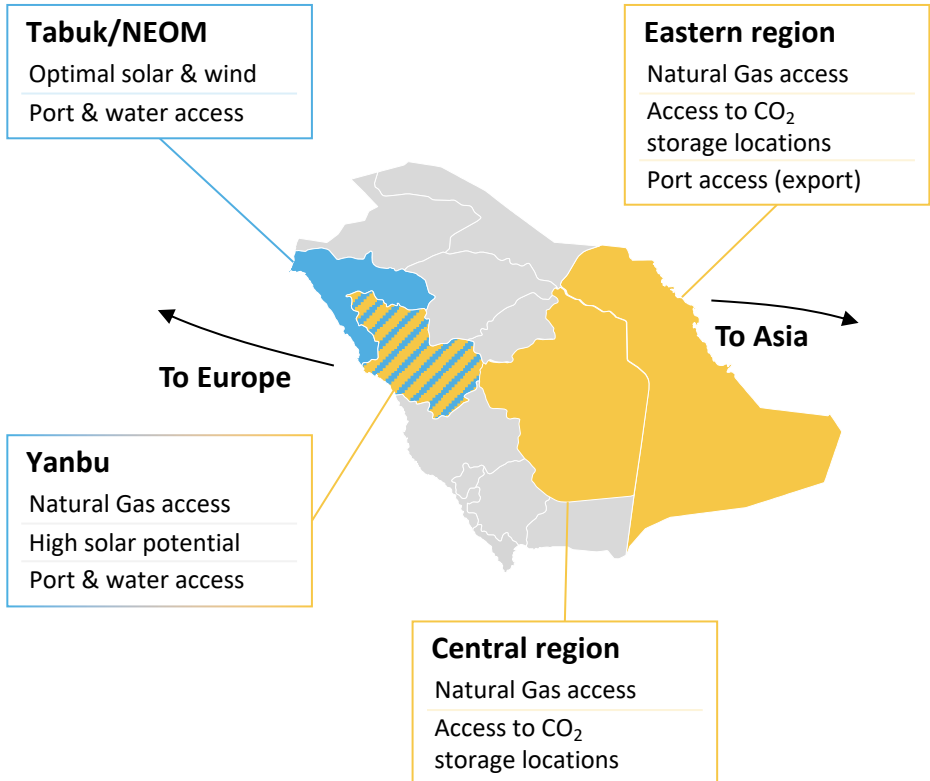 Tabuk/NEOM
Optimal solar & wind
Port & water access
Eastern region
Natural Gas access
Access to CO₂
storage locations
Port access (export)
To Europe
To Asia
Yanbu
Natural Gas access
High solar potential
Port & water access
Central region
Natural Gas access
Access to CO₂
storage locations